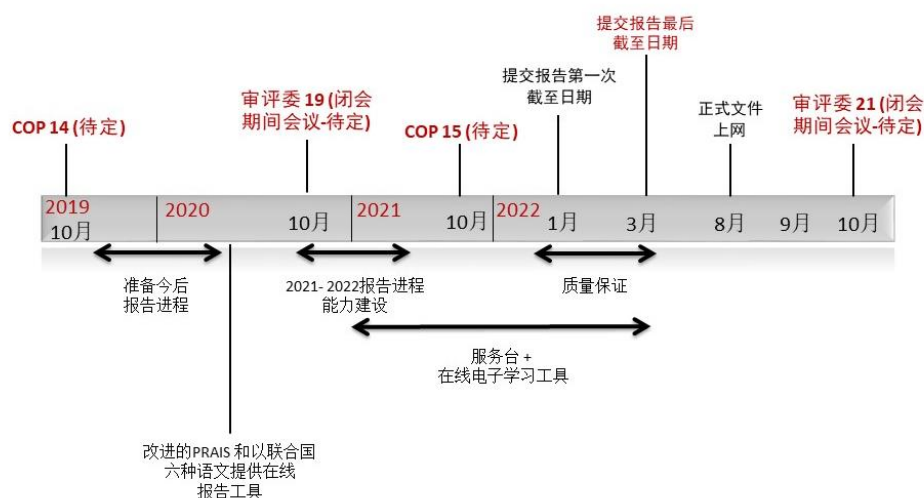 提交报告最后
截至日期
提交报告第一次
截至日期
审评委 19 (闭会
期间会议-待定)
审评委 21 (闭会
期间会议-待定)
正式文件
上网
COP 14 (待定)
COP 15 (待定)
2019
2020
2021
2022
10月
10月
10月
1月
3月
8月
9月
10月
准备今后
报告进程
2021- 2022报告进程
能力建设
质量保证
服务台 +
在线电子学习工具
改进的PRAIS 和以联合国
六种语文提供在线
报告工具